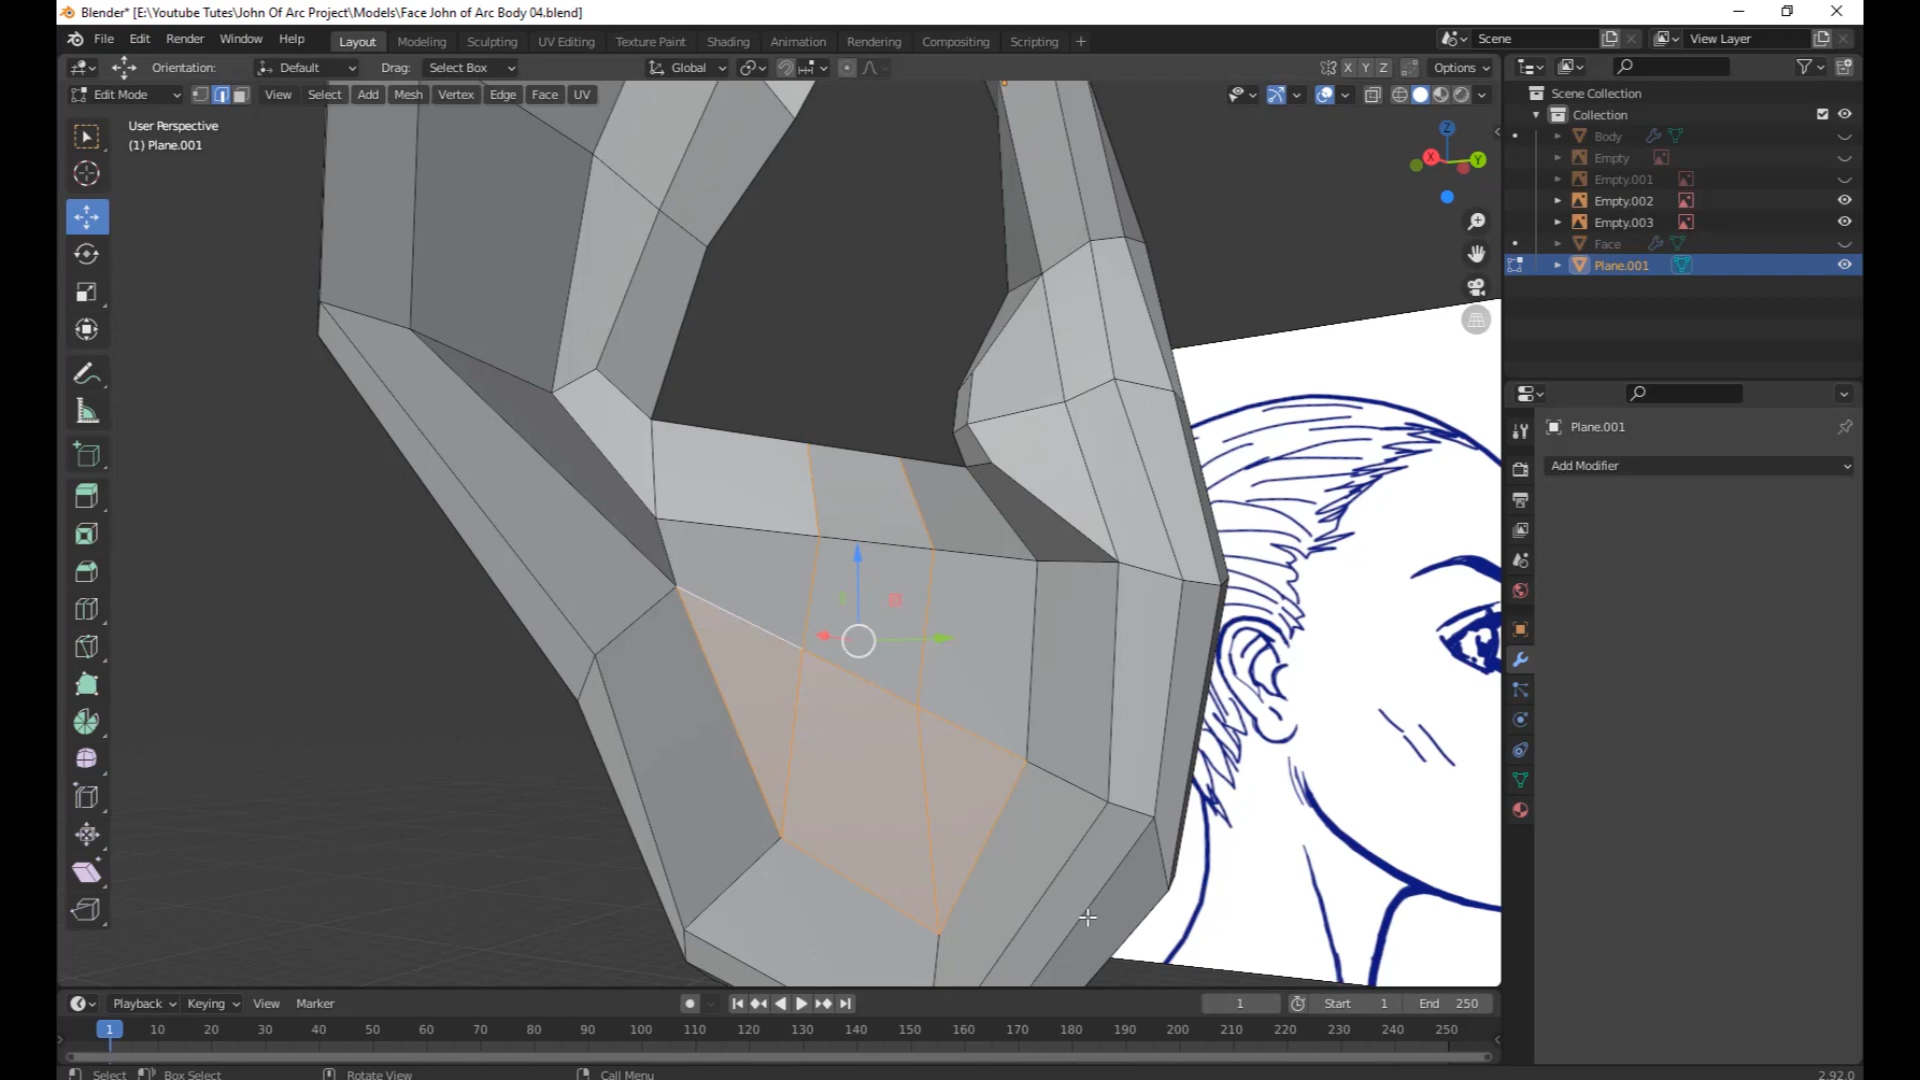 Blender* [E:\Youtube Tutes\John Of Arc Project\Models\Face John of Arc Body 04.blend]
File Edit Render Window Help Layout Modeling Sculpting UV Editing Texture Paint Shading Animation Rendering Compositing Scripting + Scene View Layer
Orientation: Default Drag: Select Box Global X Y Z Options
Edit Mode View Select Add Mesh Vertex Edge Face UV
User Perspective
(1) Plane.001
Z
X Y
Scene Collection
Collection
Body
Empty
Empty.001
Empty.002
Empty.003
Face
Plane.001
Plane.001
Add Modifier
Playback Keying View Marker 1 Start 1 End 250
1 10 20 30 40 50 60 70 80 90 100 110 120 130 140 150 160 170 180 190 200 210 220 230 240 250
Select Box Select Rotate View Call Menu 2.92.0